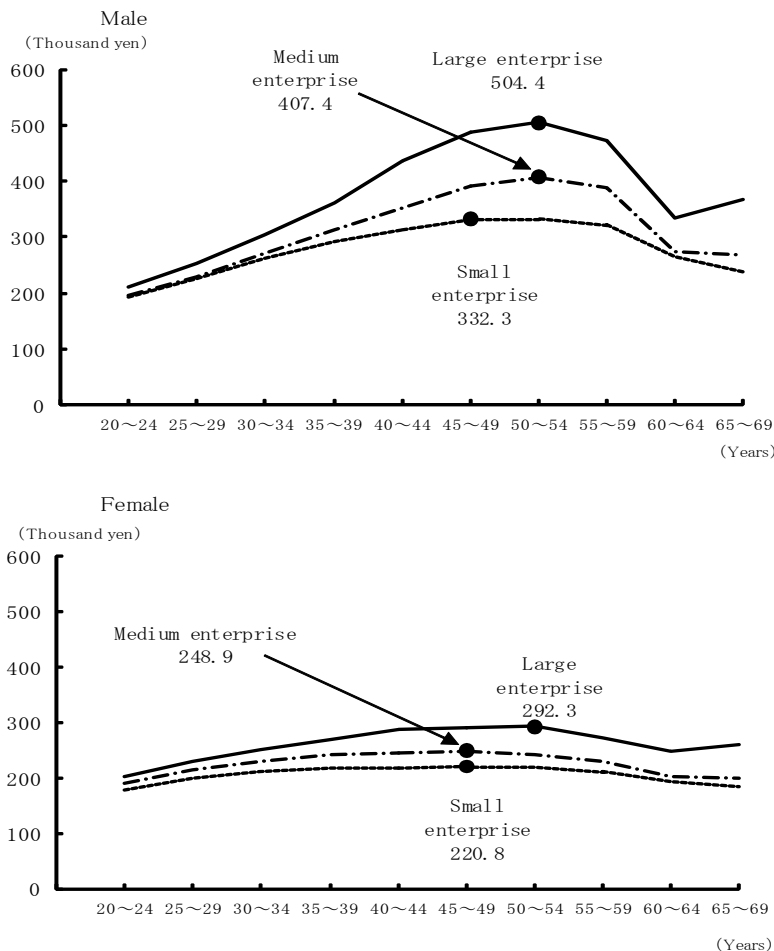 Male
(Thousand yen)
Medium
enterprise
407.4
Large enterprise
504.4
600
500
400
300
200
100
0
Small
enterprise
332.3
20～24 25～29 30～34 35～39 40～44 45～49 50～54 55～59 60～64 65～69
(Years)
Female
(Thousand yen)
600
500
400
300
200
100
0
Medium enterprise
248.9
Large
enterprise
292.3
Small
enterprise
220.8
20～24 25～29 30～34 35～39 40～44 45～49 50～54 55～59 60～64 65～69
(Years)